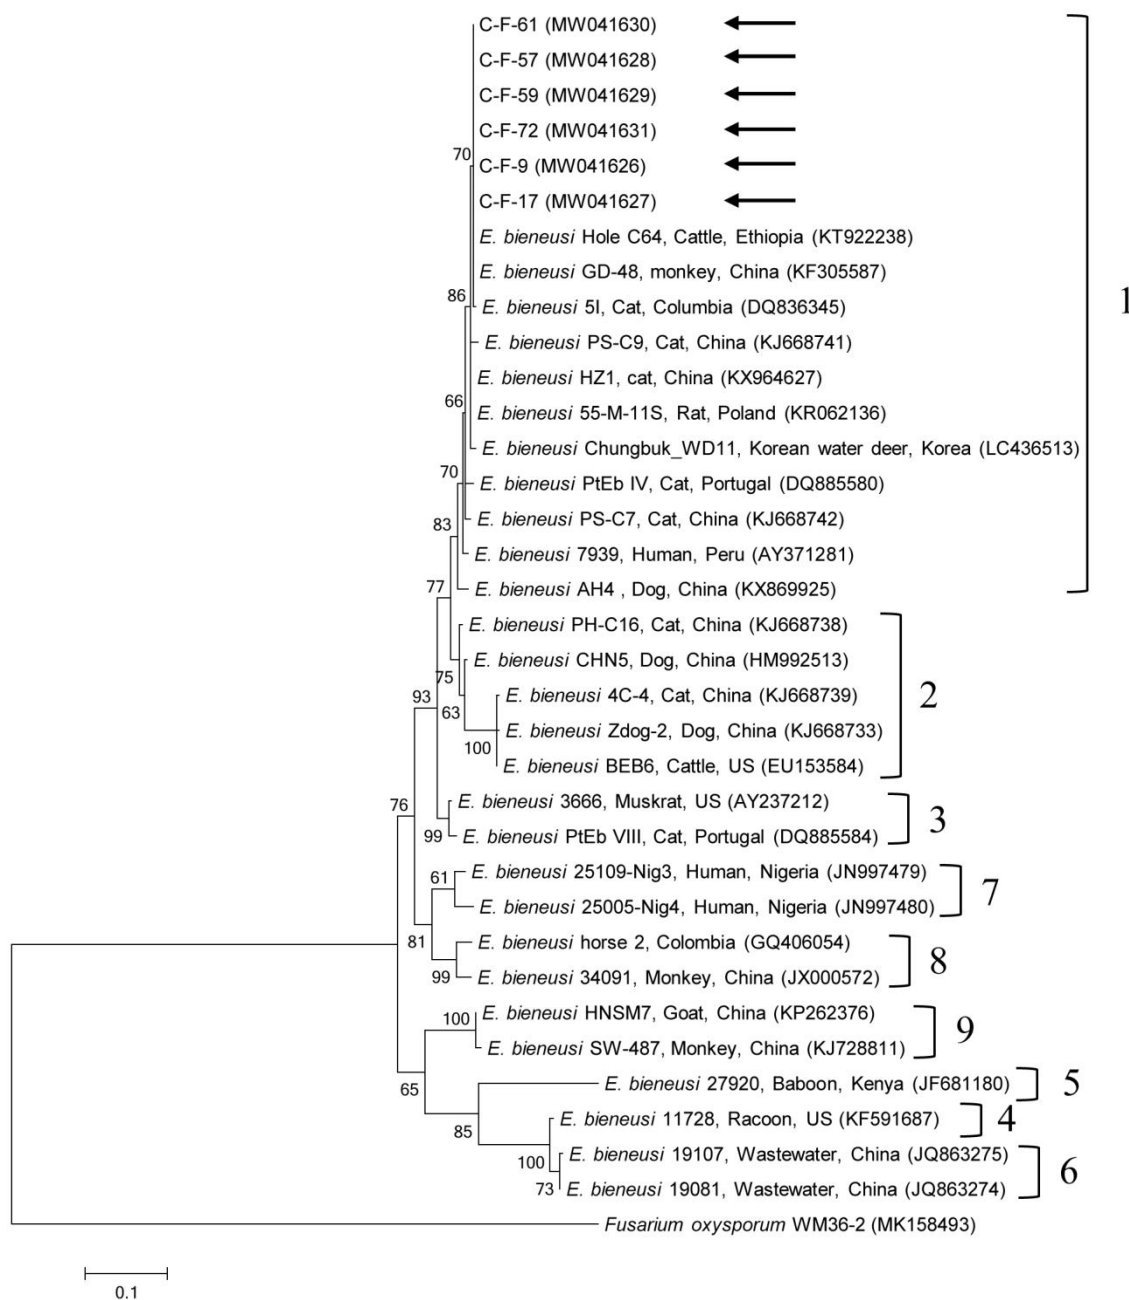 C-F-61 (MW041630)
C-F-57 (MW041628)
C-F-59 (MW041629)
C-F-72 (MW041631)
70
C-F-9 (MW041626)
C-F-17 (MW041627)
E. bieneusi Hole C64, Cattle, Ethiopia (KT922238)
E. bieneusi GD-48, monkey, China (KF305587)
86
E. bieneusi 5I, Cat, Columbia (DQ836345)
1
E. bieneusi PS-C9, Cat, China (KJ668741)
E. bieneusi HZ1, cat, China (KX964627)
66
E. bieneusi 55-M-11S, Rat, Poland (KR062136)
E. bieneusi Chungbuk_WD11, Korean water deer, Korea (LC436513)
70
E. bieneusi PtEb IV, Cat, Portugal (DQ885580)
83
E. bieneusi PS-C7, Cat, China (KJ668742)
E. bieneusi 7939, Human, Peru (AY371281)
77
E. bieneusi AH4 , Dog, China (KX869925)
E. bieneusi PH-C16, Cat, China (KJ668738)
E. bieneusi CHN5, Dog, China (HM992513)
75
93
E. bieneusi 4C-4, Cat, China (KJ668739)
2
63
E. bieneusi Zdog-2, Dog, China (KJ668733)
100
E. bieneusi BEB6, Cattle, US (EU153584)
76
E. bieneusi 3666, Muskrat, US (AY237212)
3
99
E. bieneusi PtEb VIII, Cat, Portugal (DQ885584)
61
E. bieneusi 25109-Nig3, Human, Nigeria (JN997479)
7
E. bieneusi 25005-Nig4, Human, Nigeria (JN997480)
81
E. bieneusi horse 2, Colombia (GQ406054)
8
99
E. bieneusi 34091, Monkey, China (JX000572)
100
E. bieneusi HNSM7, Goat, China (KP262376)
9
E. bieneusi SW-487, Monkey, China (KJ728811)
65
E. bieneusi 27920, Baboon, Kenya (JF681180)
5
85
E. bieneusi 11728, Racoon, US (KF591687)
4
100
E. bieneusi 19107, Wastewater, China (JQ863275)
6
73
E. bieneusi 19081, Wastewater, China (JQ863274)
Fusarium oxysporum WM36-2 (MK158493)
0.1